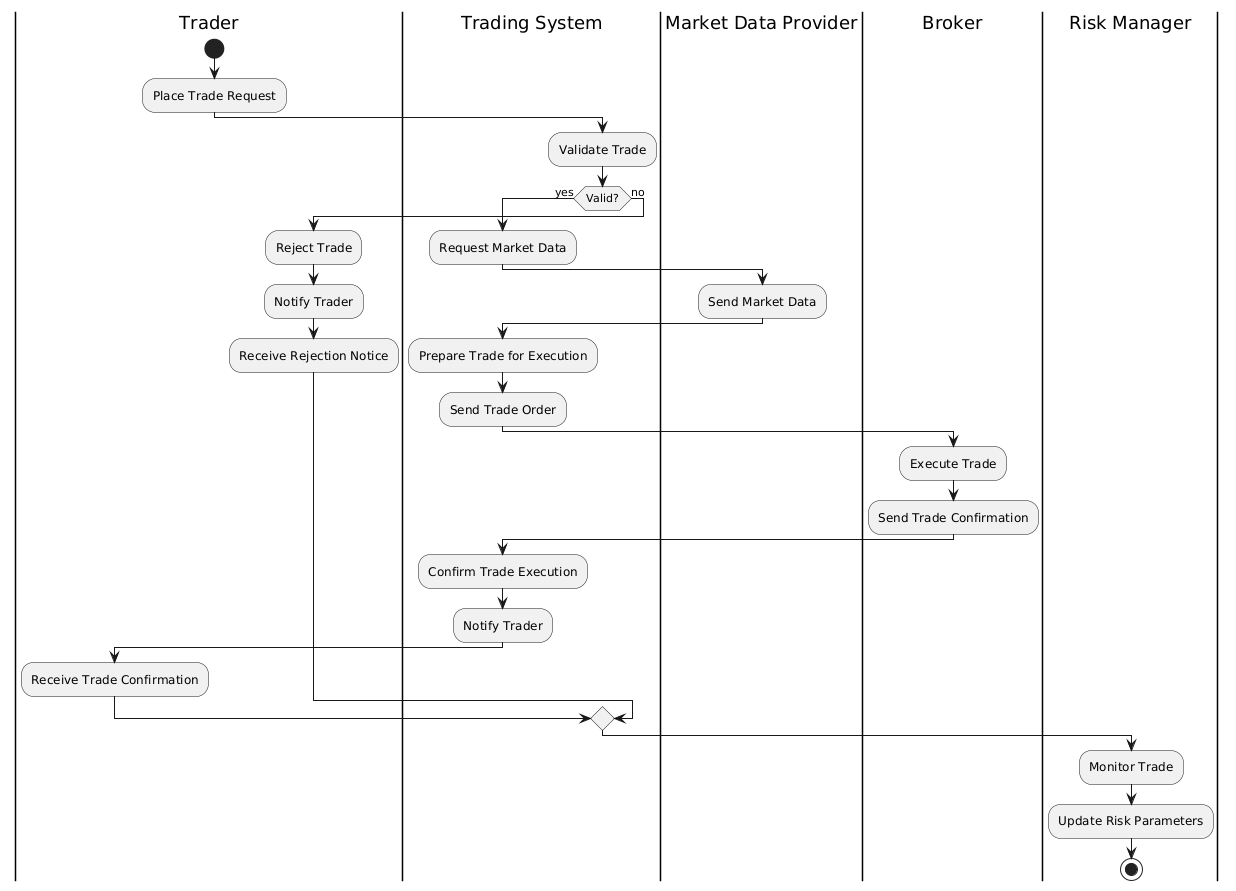 Trader
Trading System
Market Data Provider
Broker
Risk Manager
Place Trade Request
Validate Trade
yes
Valid?
no
Reject Trade
Request Market Data
Notify Trader
Send Market Data
Receive Rejection Notice
Prepare Trade for Execution
Send Trade Order
Execute Trade
Send Trade Confirmation
Confirm Trade Execution
Notify Trader
Receive Trade Confirmation
Monitor Trade
Update Risk Parameters